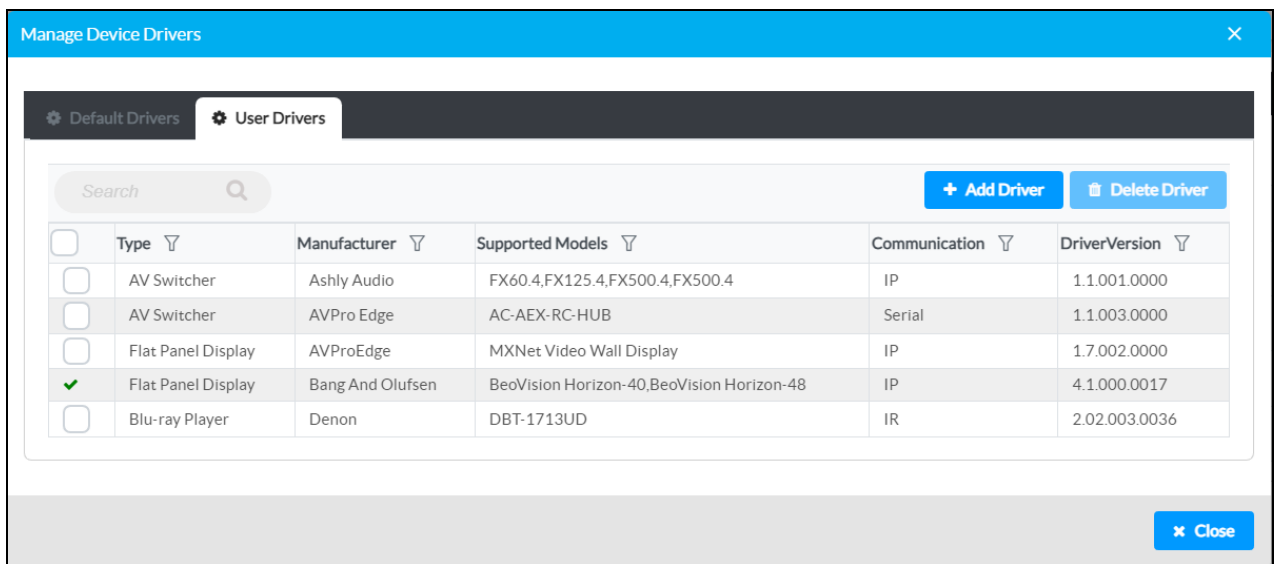 Manage Device Drivers
Default Drivers User Drivers
Search + Add Driver Delete Driver
Type Manufacturer Supported Models Communication DriverVersion
AV Switcher Ashly Audio FX60.4,FX125.4,FX500.4,FX500.4 IP 1.1.001.0000
AV Switcher AVPro Edge AC-AEX-RC-HUB Serial 1.1.003.0000
Flat Panel Display AVProEdge MXNet Video Wall Display IP 1.7.002.0000
Flat Panel Display Bang And Olufsen BeoVision Horizon-40,BeoVision Horizon-48 IP 4.1.000.0017
Blu-ray Player Denon DBT-1713UD IR 2.02.003.0036
Close